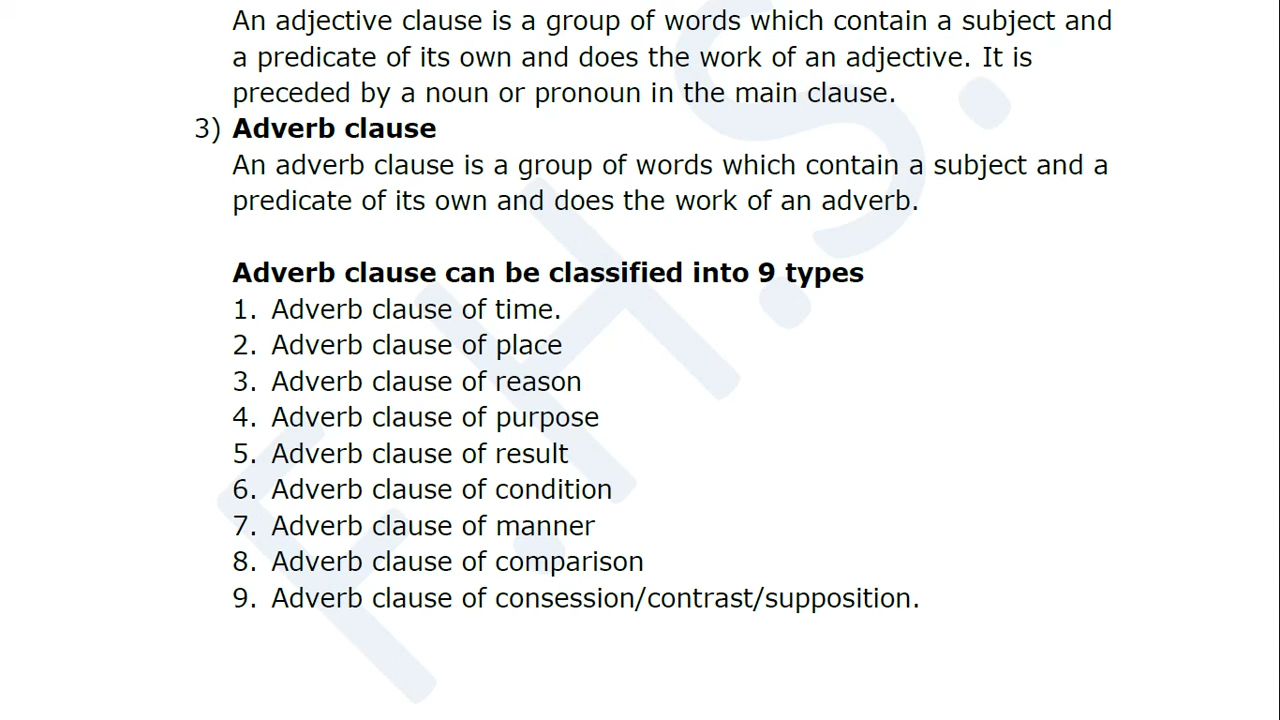 An adjective clause is a group of words which contain a subject and
a predicate of its own and does the work of an adjective. It is
preceded by a noun or pronoun in the main clause.
3) Adverb clause
An adverb clause is a group of words which contain a subject and a
predicate of its own and does the work of an adverb.
Adverb clause can be classified into 9 types
1. Adverb clause of time.
2. Adverb clause of place
3. Adverb clause of reason
4. Adverb clause of purpose
5. Adverb clause of result
6. Adverb clause of condition
7. Adverb clause of manner
8. Adverb clause of comparison
9. Adverb clause of consession/contrast/supposition.
F.H.S.